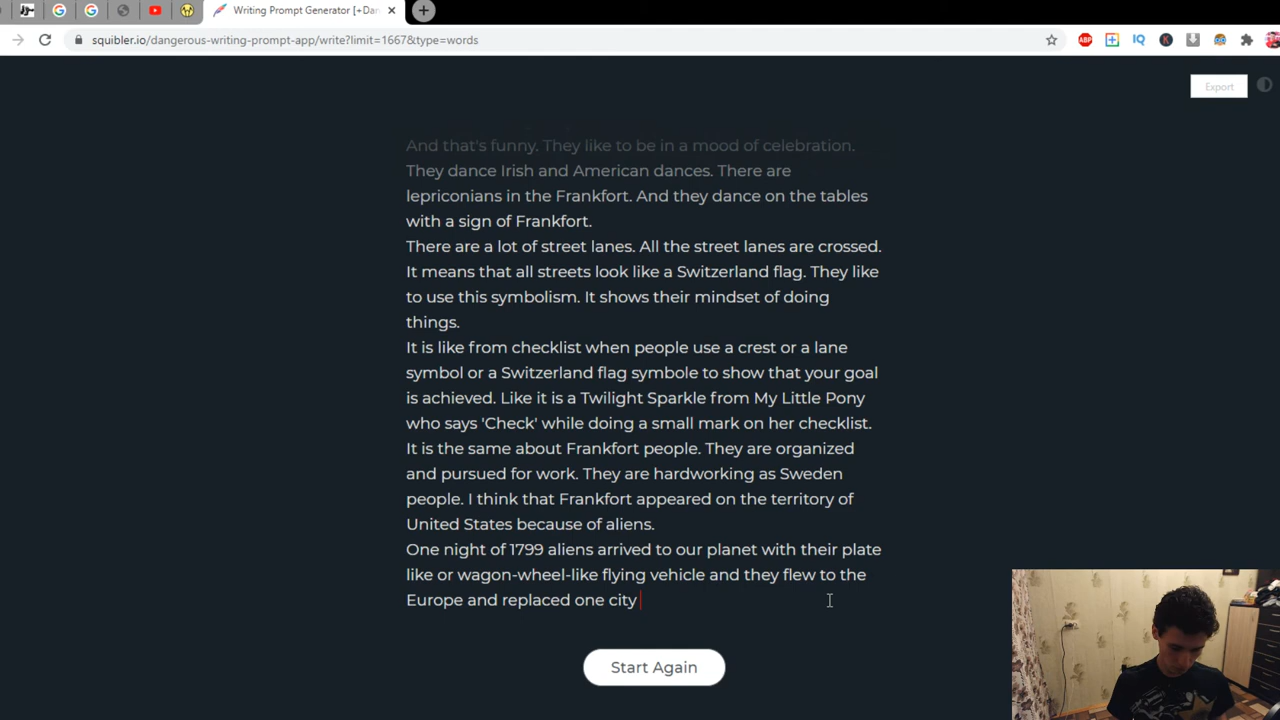 Writing Prompt Generator [+Dan
squibler.io/dangerous-writing-prompt-app/write?limit=1667&type=words
ABP
IQ
K
Export
And that's funny. They like to be in a mood of celebration.
They dance Irish and American dances. There are
lepriconians in the Frankfort. And they dance on the tables
with a sign of Frankfort.
There are a lot of street lanes. All the street lanes are crossed.
It means that all streets look like a Switzerland flag. They like
to use this symbolism. It shows their mindset of doing
things.
It is like from checklist when people use a crest or a lane
symbol or a Switzerland flag symbole to show that your goal
is achieved. Like it is a Twilight Sparkle from My Little Pony
who says 'Check' while doing a small mark on her checklist.
It is the same about Frankfort people. They are organized
and pursued for work. They are hardworking as Sweden
people. I think that Frankfort appeared on the territory of
United States because of aliens.
One night of 1799 aliens arrived to our planet with their plate
like or wagon-wheel-like flying vehicle and they flew to the
Europe and replaced one city
Start Again